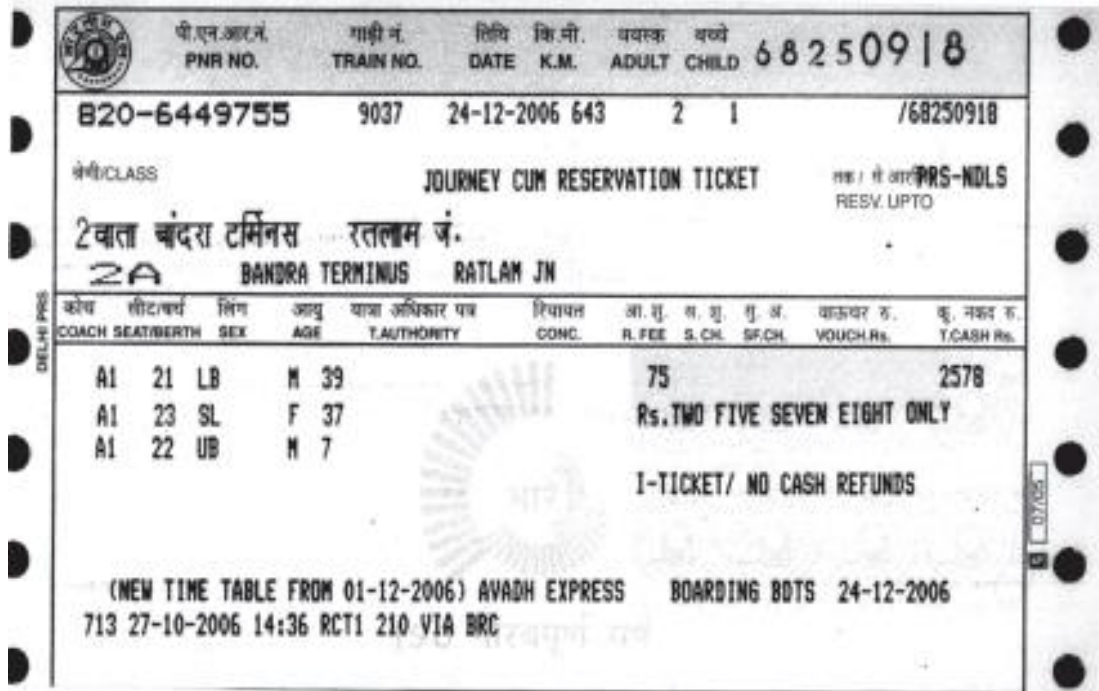 पी.एन.आर.नं. गाड़ी नं. तिथि कि.मी. वयस्क बच्चे
PNR NO. TRAIN NO. DATE K.M. ADULT CHILD 68250918
820-6449755 9037 24-12-2006 643 2 1 /68250918
श्रेणी/CLASS JOURNEY CUM RESERVATION TICKET PRS-NDLS
RESV. UPTO
2वाता बांदरा टर्मिनस रतलाम जं.
2A BANDRA TERMINUS RATLAM JN
कोच सीट/बर्थ लिंग आयु यात्रा अधिकार पत्र रियायत आ.शु. स.शु. सु.अ. वाऊचर रु. कु. नकद रु.
COACH SEAT/BERTH SEX AGE T.AUTHORITY CONC. R. FEE S. CH. SF.CH. VOUCH.Rs. T.CASH Rs.
A1 21 LB M 39 75 2578
A1 23 SL F 37 Rs.TWO FIVE SEVEN EIGHT ONLY
A1 22 UB M 7
I-TICKET/ NO CASH REFUNDS
(NEW TIME TABLE FROM 01-12-2006) AVADH EXPRESS BOARDING BDTS 24-12-2006
713 27-10-2006 14:36 RCT1 210 VIA BRC
DELHI PRS
07/05